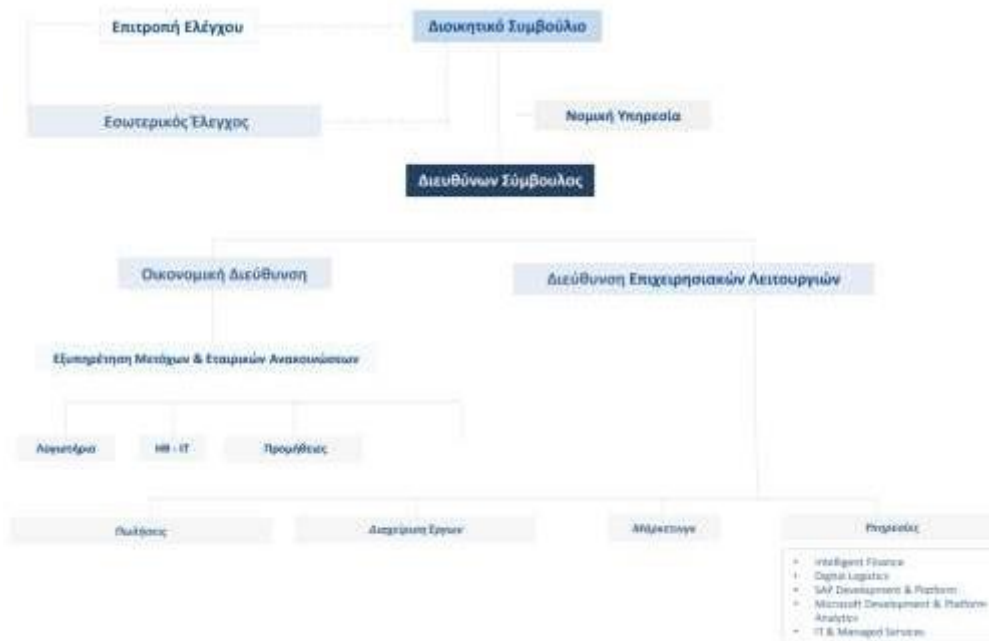 Επιτροπή Ελέγχου
Διοικητικό Συμβούλιο
Εσωτερικός Έλεγχος
Νομική Υπηρεσία
Διευθύνων Σύμβουλος
Οικονομική Διεύθυνση
Διεύθυνση Επιχειρησιακών Λειτουργιών
Εξυπηρέτηση Μετόχων & Εταιρικών Ανακοινώσεων
Λογιστήριο
HR - IT
Προμήθειες
Πωλήσεις
Διαχείριση Έργων
Μάρκετινγκ
Υπηρεσίες
• Intelligent Finance
• Digital Logistics
• SAP Development & Platform
• Microsoft Development & Platform
Analytics
• IT & Managed Services